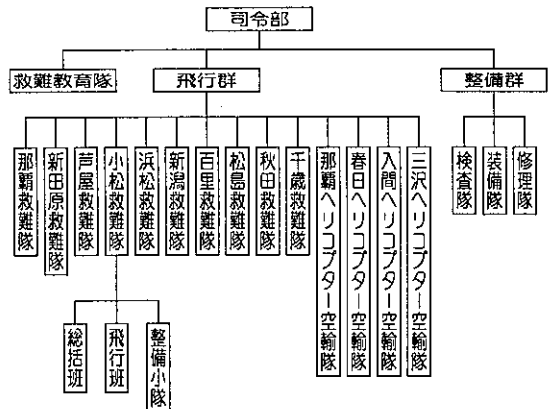 司令部
救難教育隊
飛行群
整備群
那覇救難隊
新田原救難隊
芦屋救難隊
小松救難隊
浜松救難隊
新潟救難隊
百里救難隊
松島救難隊
秋田救難隊
千歳救難隊
那覇ヘリコプター空輸隊
春日ヘリコプター空輸隊
入間ヘリコプター空輸隊
三沢ヘリコプター空輸隊
検査隊
装備隊
修理隊
総括班
飛行班
整備小隊